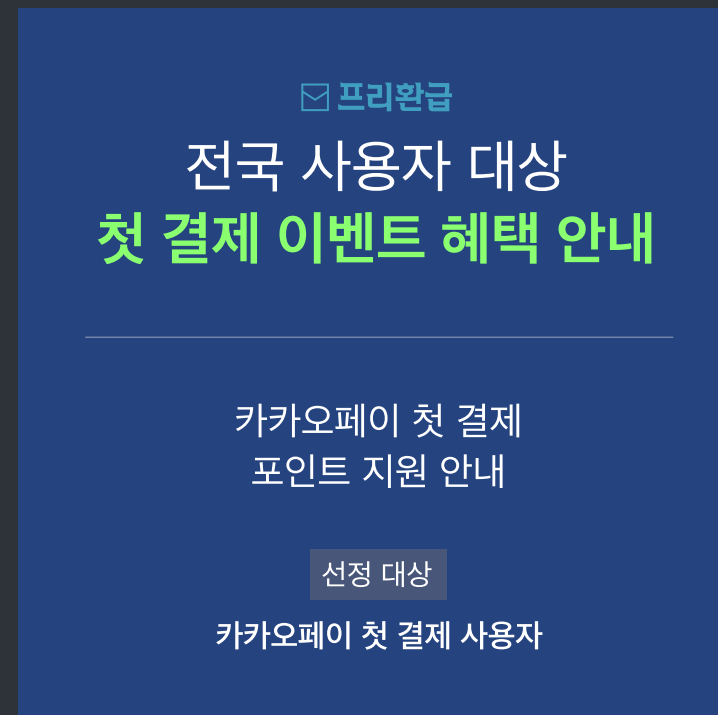 프리환급
전국 사용자 대상
첫 결제 이벤트 혜택 안내
카카오페이 첫 결제
포인트 지원 안내
선정 대상
카카오페이 첫 결제 사용자